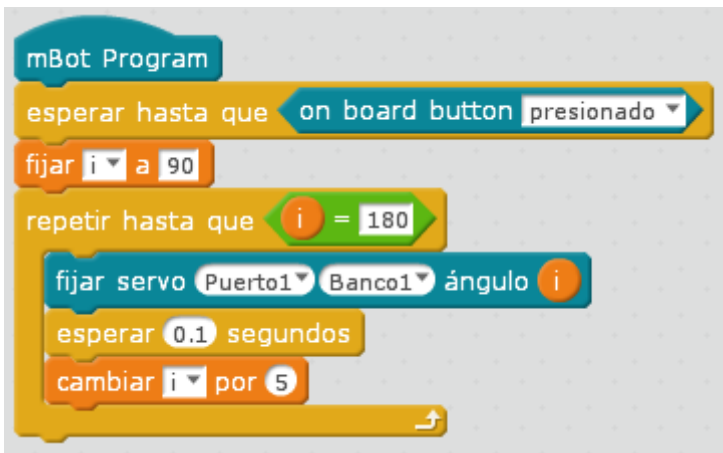 mBot Program
esperar hasta que on board button presionado
fijar i a 90
repetir hasta que i = 180
fijar servo Puerto1 Banco1 ángulo i
esperar 0.1 segundos
cambiar i por 5